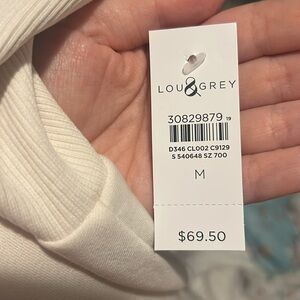 LOU & GREY
30829879 19
D346 CL002 C9129
S 540648 SZ 700
M
$69.50